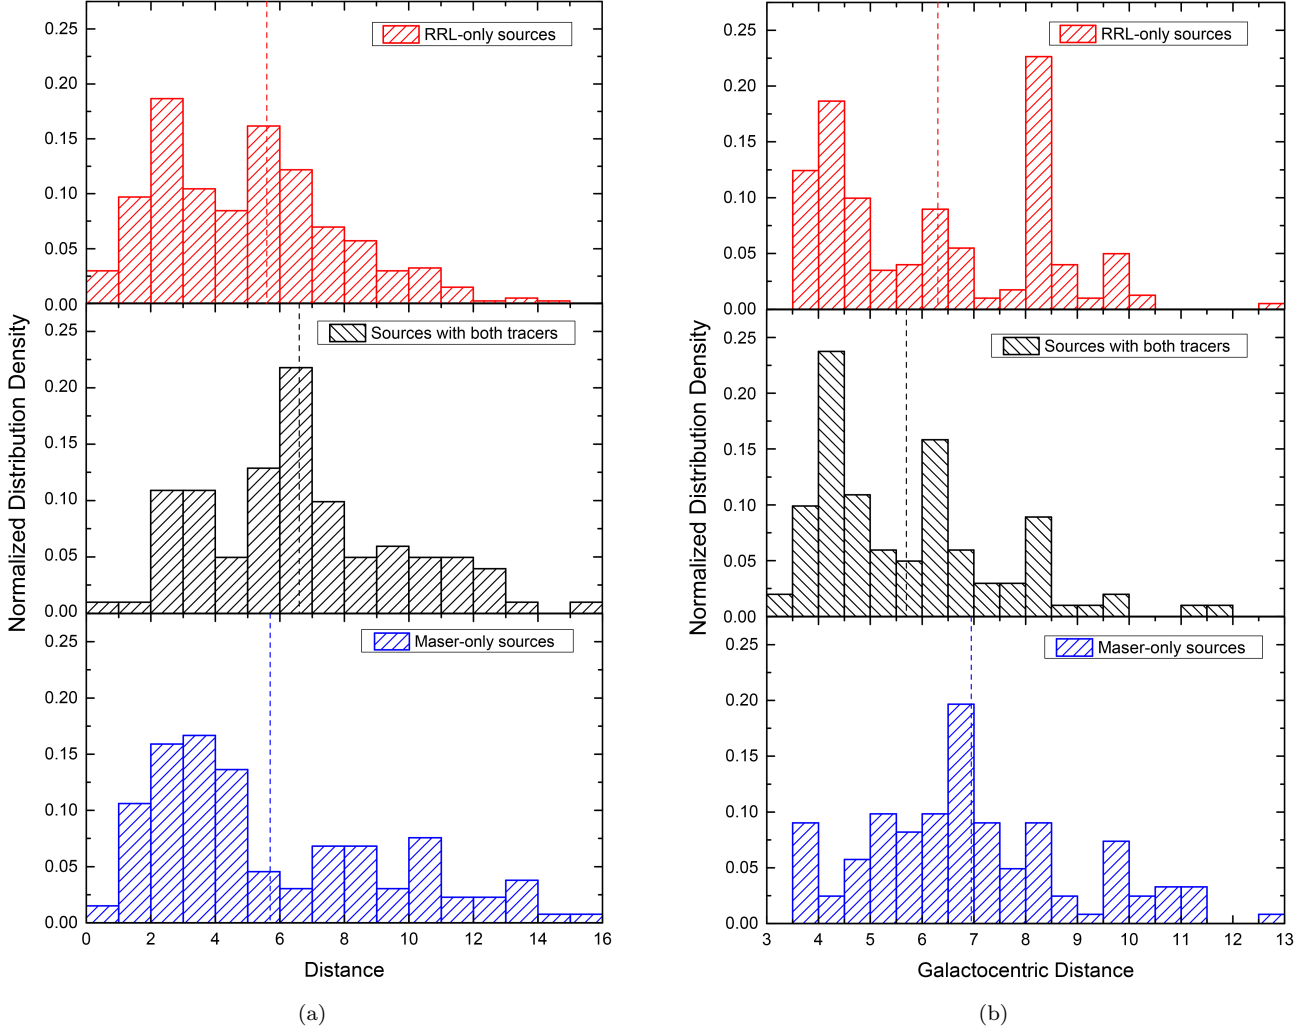 RRL-only sources
0.25
0.20
0.15
0.10
0.05
0.00
Sources with both tracers
0.25
0.20
0.15
0.10
0.05
0.00
Maser-only sources
0.25
0.20
0.15
0.10
0.05
0.00
0 2 4 6 8 10 12 14 16
Normalized Distribution Density
Distance
(a)
RRL-only sources
0.25
0.20
0.15
0.10
0.05
0.00
Sources with both tracers
0.25
0.20
0.15
0.10
0.05
0.00
Maser-only sources
0.25
0.20
0.15
0.10
0.05
0.00
3 4 5 6 7 8 9 10 11 12 13
Normalized Distribution Density
Galactocentric Distance
(b)